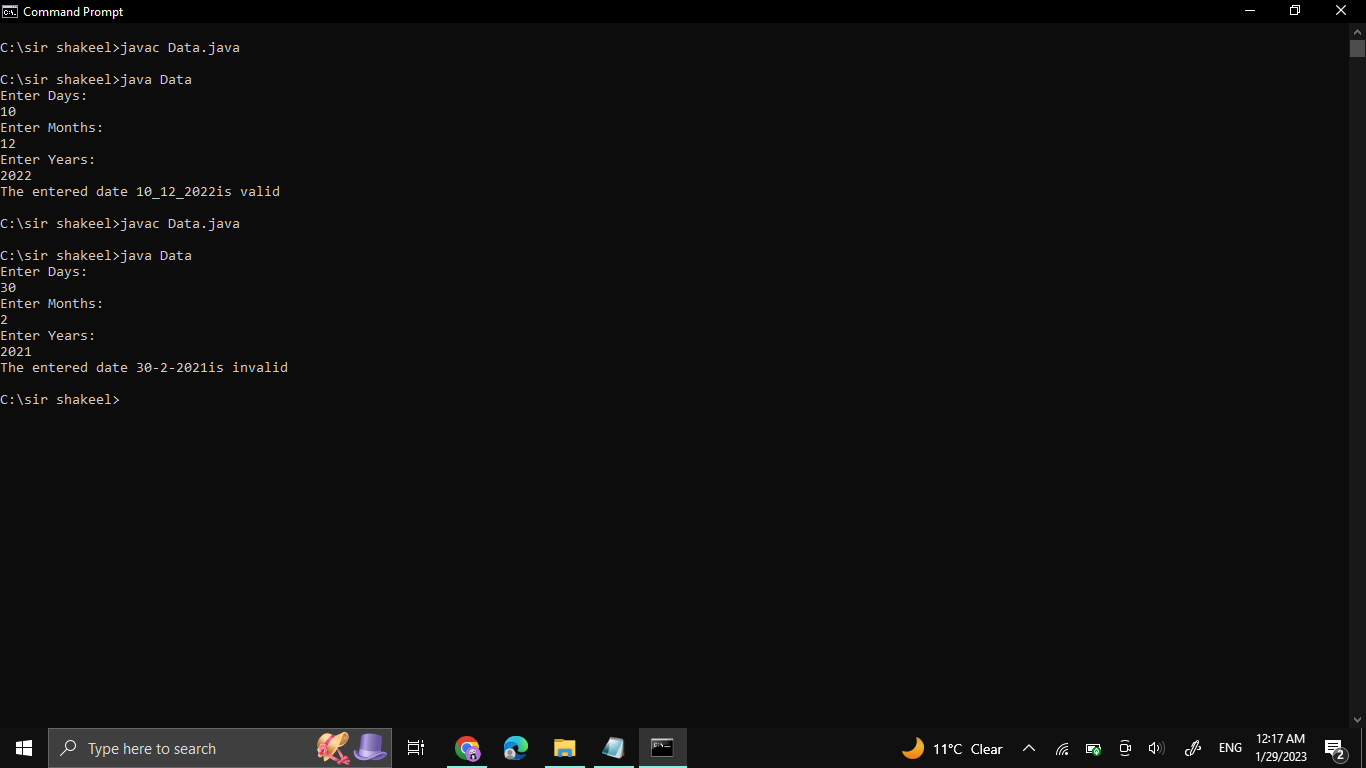 Command Prompt
C:\sir shakeel>javac Data.java
C:\sir shakeel>java Data
Enter Days:
10
Enter Months:
12
Enter Years:
2022
The entered date 10_12_2022is valid
C:\sir shakeel>javac Data.java
C:\sir shakeel>java Data
Enter Days:
30
Enter Months:
2
Enter Years:
2021
The entered date 30-2-2021is invalid
C:\sir shakeel>
Type here to search
11°C Clear
ENG
12:17 AM
1/29/2023
2